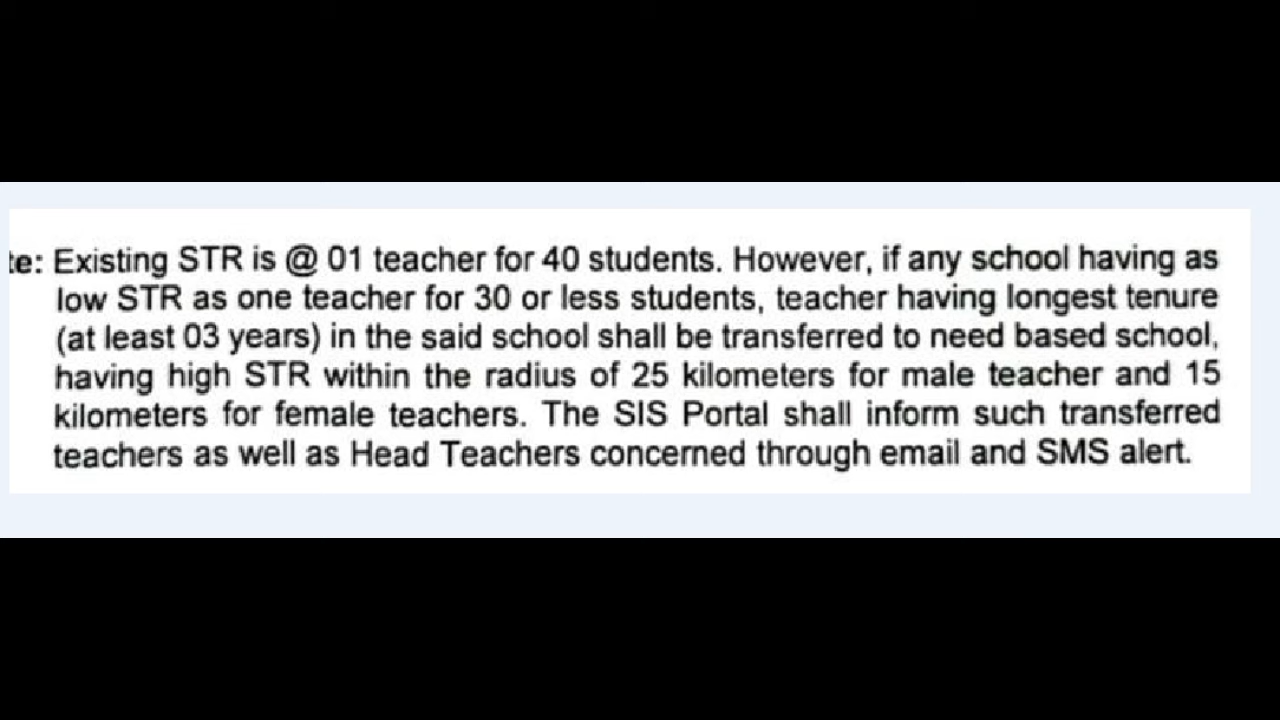 te: Existing STR is @ 01 teacher for 40 students. However, if any school having as
low STR as one teacher for 30 or less students, teacher having longest tenure
(at least 03 years) in the said school shall be transferred to need based school,
having high STR within the radius of 25 kilometers for male teacher and 15
kilometers for female teachers. The SIS Portal shall inform such transferred
teachers as well as Head Teachers concerned through email and SMS alert.